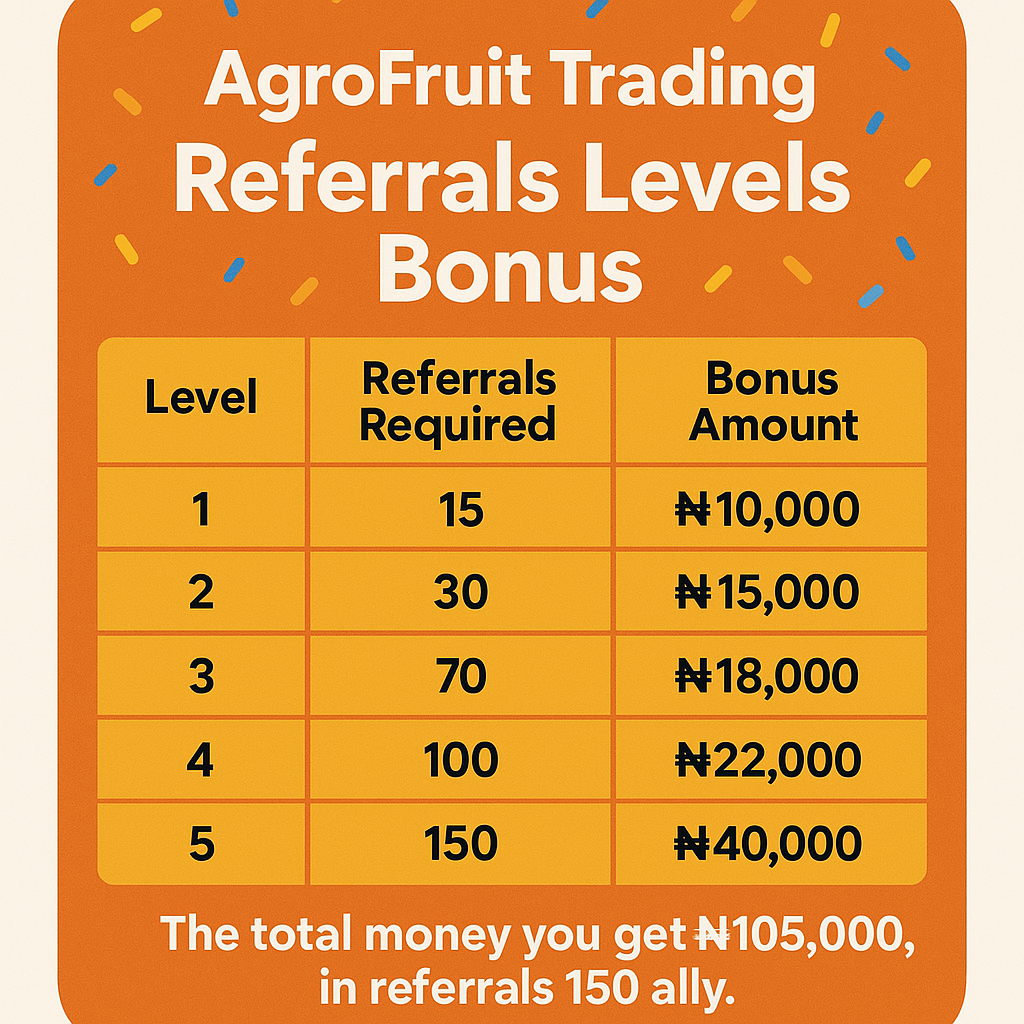 AgroFruit Trading
Referrals Levels
Bonus
Level Referrals Required Bonus Amount
1 15 ₦10,000
2 30 ₦15,000
3 70 ₦18,000
4 100 ₦22,000
5 150 ₦40,000
The total money you get ₦105,000,
in referrals 150 ally.